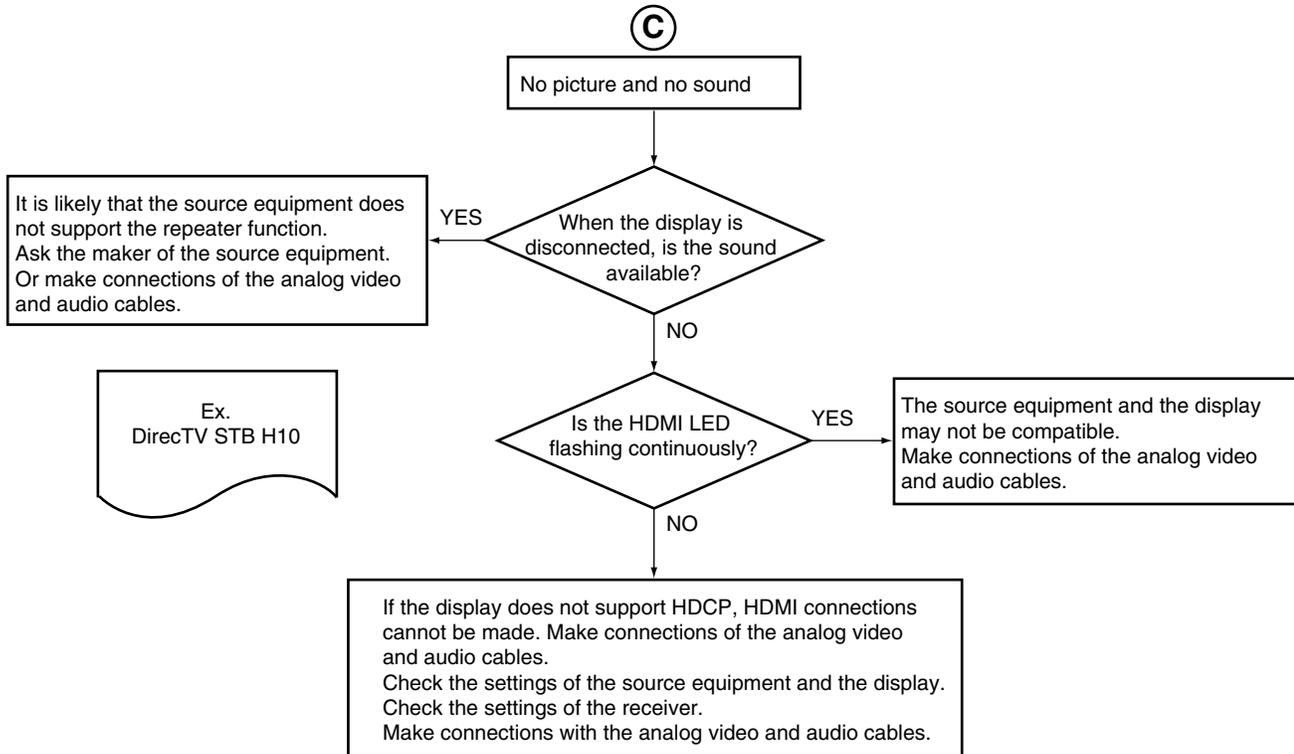 C
No picture and no sound
When the display is
disconnected, is the sound
available?
YES
It is likely that the source equipment does
not support the repeater function.
Ask the maker of the source equipment.
Or make connections of the analog video
and audio cables.
NO
Ex.
DirecTV STB H10
Is the HDMI LED
flashing continuously?
YES
The source equipment and the display
may not be compatible.
Make connections of the analog video
and audio cables.
NO
If the display does not support HDCP, HDMI connections
cannot be made. Make connections of the analog video
and audio cables.
Check the settings of the source equipment and the display.
Check the settings of the receiver.
Make connections with the analog video and audio cables.